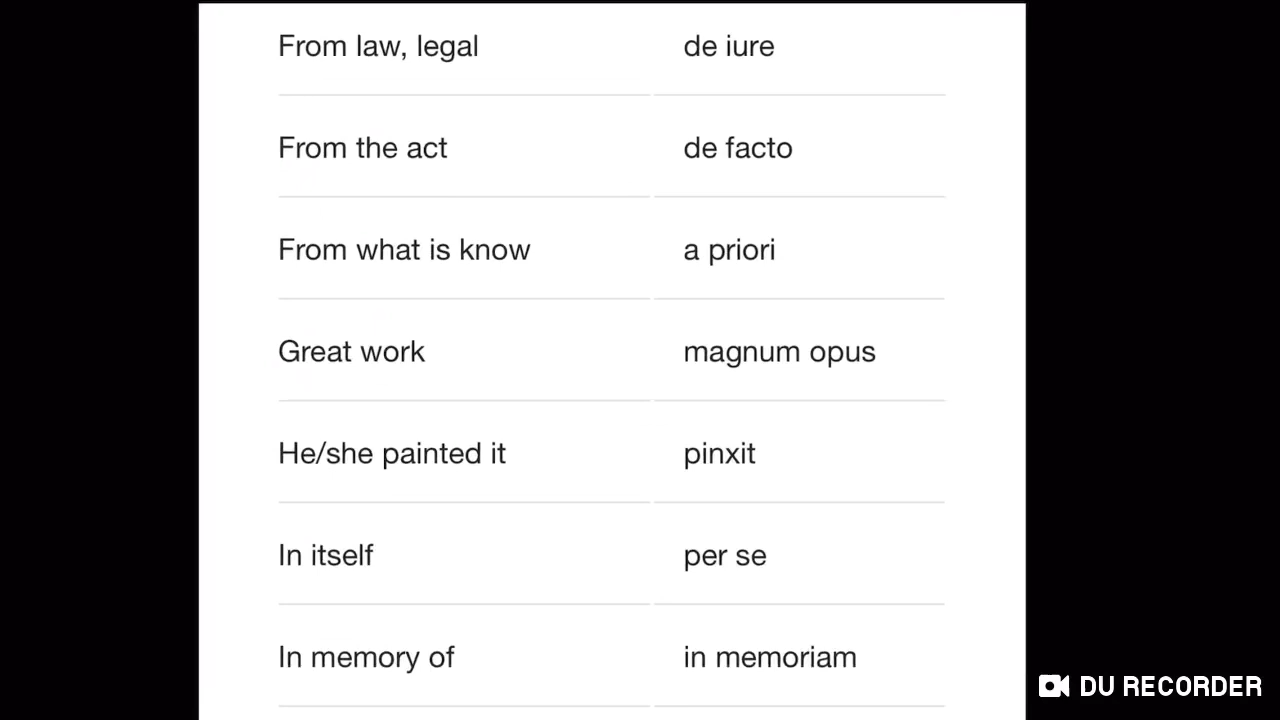 From law, legal de iure
From the act de facto
From what is know a priori
Great work magnum opus
He/she painted it pinxit
In itself per se
In memory of in memoriam
DU RECORDER